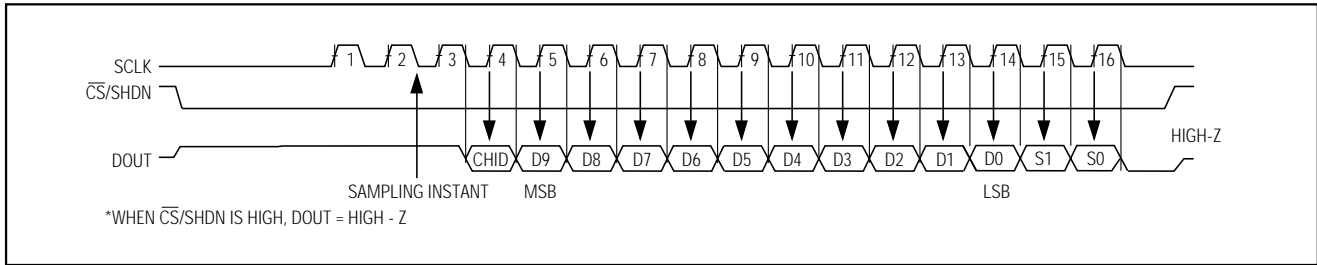 SCLK 1 2 3 4 5 6 7 8 9 10 11 12 13 14 15 16
CS/SHDN
HIGH-Z
DOUT CHID D9 D8 D7 D6 D5 D4 D3 D2 D1 D0 S1 S0
SAMPLING INSTANT MSB LSB
*WHEN CS/SHDN IS HIGH, DOUT = HIGH - Z